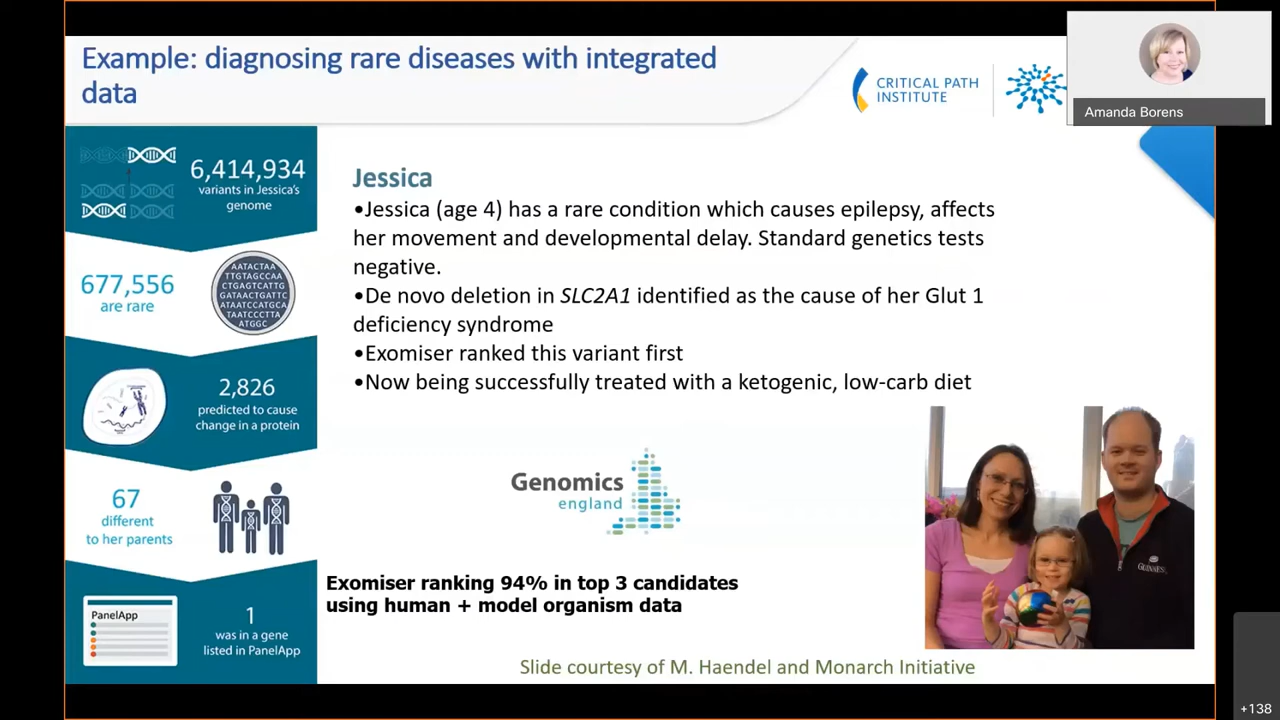 Example: diagnosing rare diseases with integrated
data
CRITICAL PATH
INSTITUTE
Amanda Borens
6,414,934
variants in Jessica's
genome
677,556
are rare
AATACTAA
TTGTAGCCAA
CTGAGTCATTG
GATAACTGATTC
ATAATCCATGCA
TAATCCCTTA
ATGGC
2,826
predicted to cause
change in a protein
67
different
to her parents
PanelApp
1
was in a gene
listed in PanelApp
Jessica
•Jessica (age 4) has a rare condition which causes epilepsy, affects
her movement and developmental delay. Standard genetics tests
negative.
•De novo deletion in SLC2A1 identified as the cause of her Glut 1
deficiency syndrome
•Exomiser ranked this variant first
•Now being successfully treated with a ketogenic, low-carb diet
Genomics
england
GUINNESS
Exomiser ranking 94% in top 3 candidates
using human + model organism data
Slide courtesy of M. Haendel and Monarch Initiative
+138